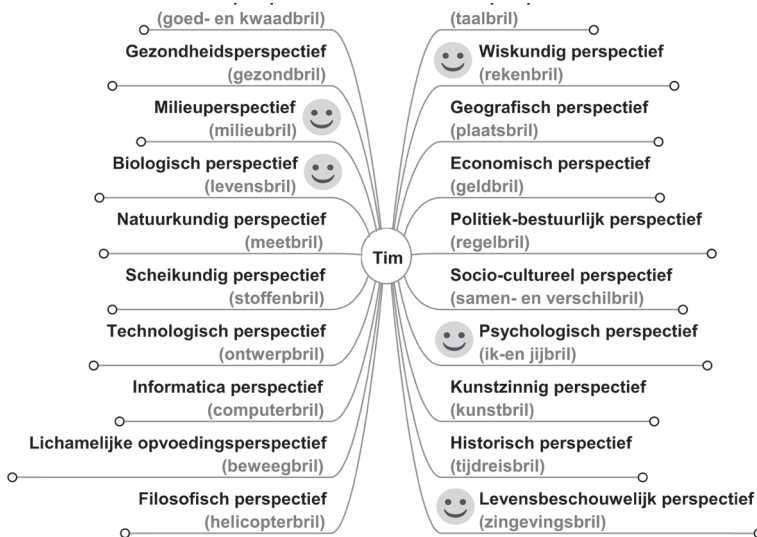 (goed- en kwaadbril)
Gezondheidsperspectief
(gezondbril)
Milieuperspectief
(milieubril)
Biologisch perspectief
(levensbril)
Natuurkundig perspectief
(meetbril)
Scheikundig perspectief
(stoffenbril)
Technologisch perspectief
(ontwerpbril)
Informatica perspectief
(computerbril)
Lichamelijke opvoedingsperspectief
(beweegbril)
Filosofisch perspectief
(helicopterbril)
Tim
(taalbril)
Wiskundig perspectief
(rekenbril)
Geografisch perspectief
(plaatsbril)
Economisch perspectief
(geldbril)
Politiek-bestuurlijk perspectief
(regelbril)
Socio-cultureel perspectief
(samen- en verschilbril)
Psychologisch perspectief
(ik-en jijbril)
Kunstzinnig perspectief
(kunstbril)
Historisch perspectief
(tijdreisbril)
Levensbeschouwelijk perspectief
(zingevingsbril)